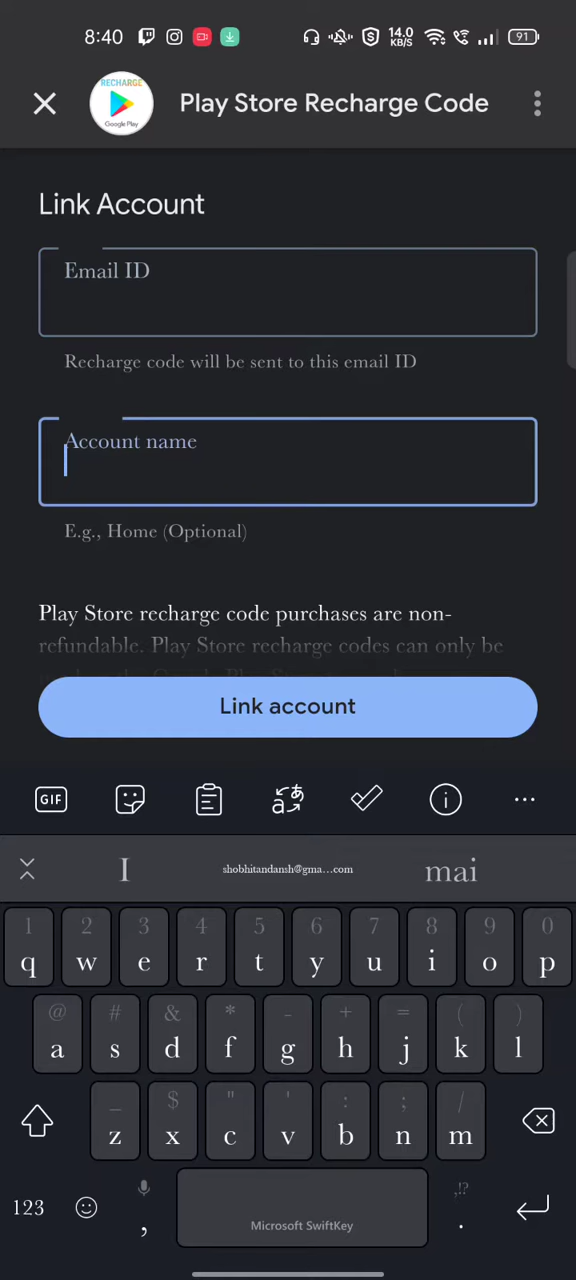 8:40
14.0
KB/S
91
RECHARGE
Google Play
Play Store Recharge Code
Link Account
Email ID
Recharge code will be sent to this email ID
Account name
E.g., Home (Optional)
Play Store recharge code purchases are non-
refundable. Play Store recharge codes can only be
Link account
GIF
I
shobhitandansh@gma...com
mai
1 2 3 4 5 6 7 8 9 0
q w e r t y u i o p
@ # & * - + = ( )
a s d f g h j k l
_ $ " ' : ; /
z x c v b n m
123
,
Microsoft SwiftKey
,!?
.